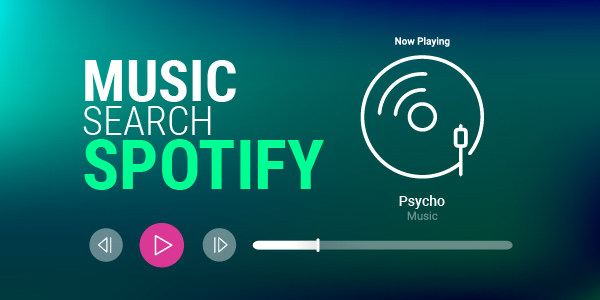 MUSIC
SEARCH
SPOTIFY
Now Playing
Psycho
Music